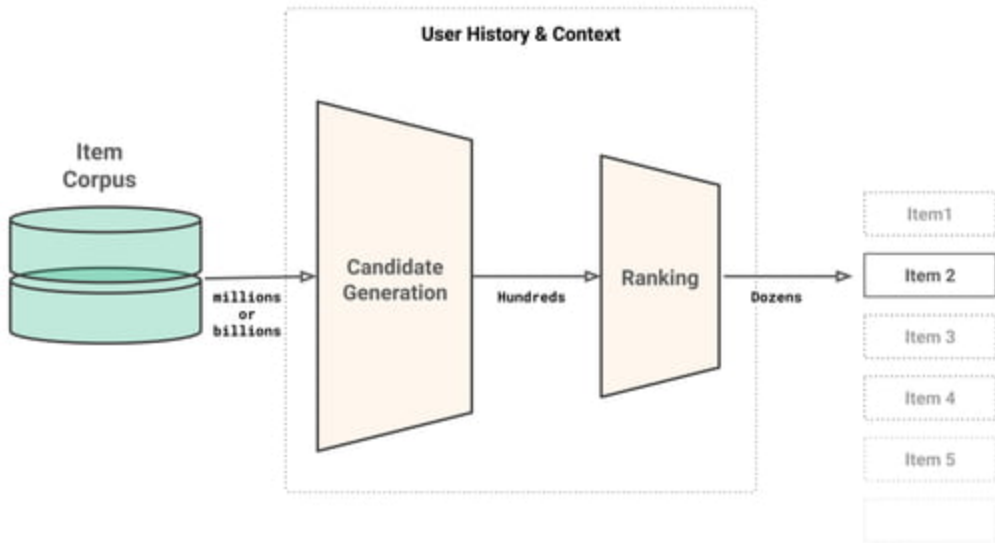 User History & Context
Item
Corpus
millions
or
billions
Candidate
Generation
Hundreds
Ranking
Dozens
Item1
Item 2
Item 3
Item 4
Item 5